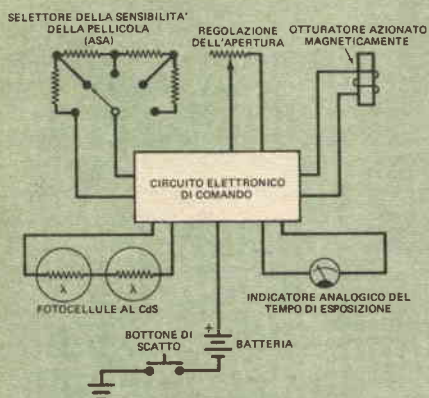 SELETTORE DELLA SENSIBILITA'
DELLA PELLICOLA
(ASA)
REGOLAZIONE
DELL'APERTURA
OTTURATORE AZIONATO
MAGNETICAMENTE
CIRCUITO ELETTRONICO
DI COMANDO
λ
λ
FOTOCELLULE AL CdS
INDICATORE ANALOGICO DEL
TEMPO DI ESPOSIZIONE
BOTTONE DI
SCATTO
+
BATTERIA